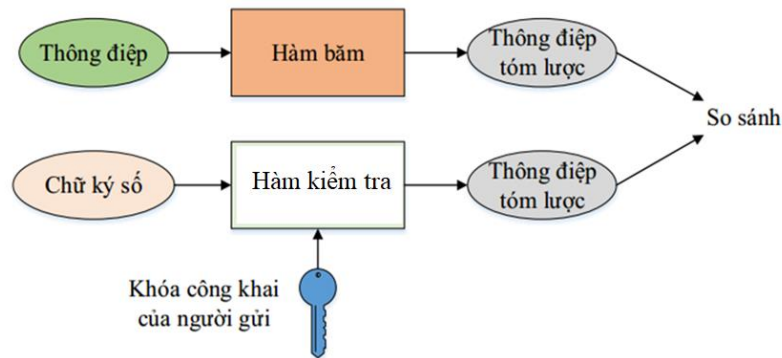 Thông điệp
Hàm băm
Thông điệp
tóm lược
So sánh
Chữ ký số
Hàm kiểm tra
Thông điệp
tóm lược
Khóa công khai
của người gửi